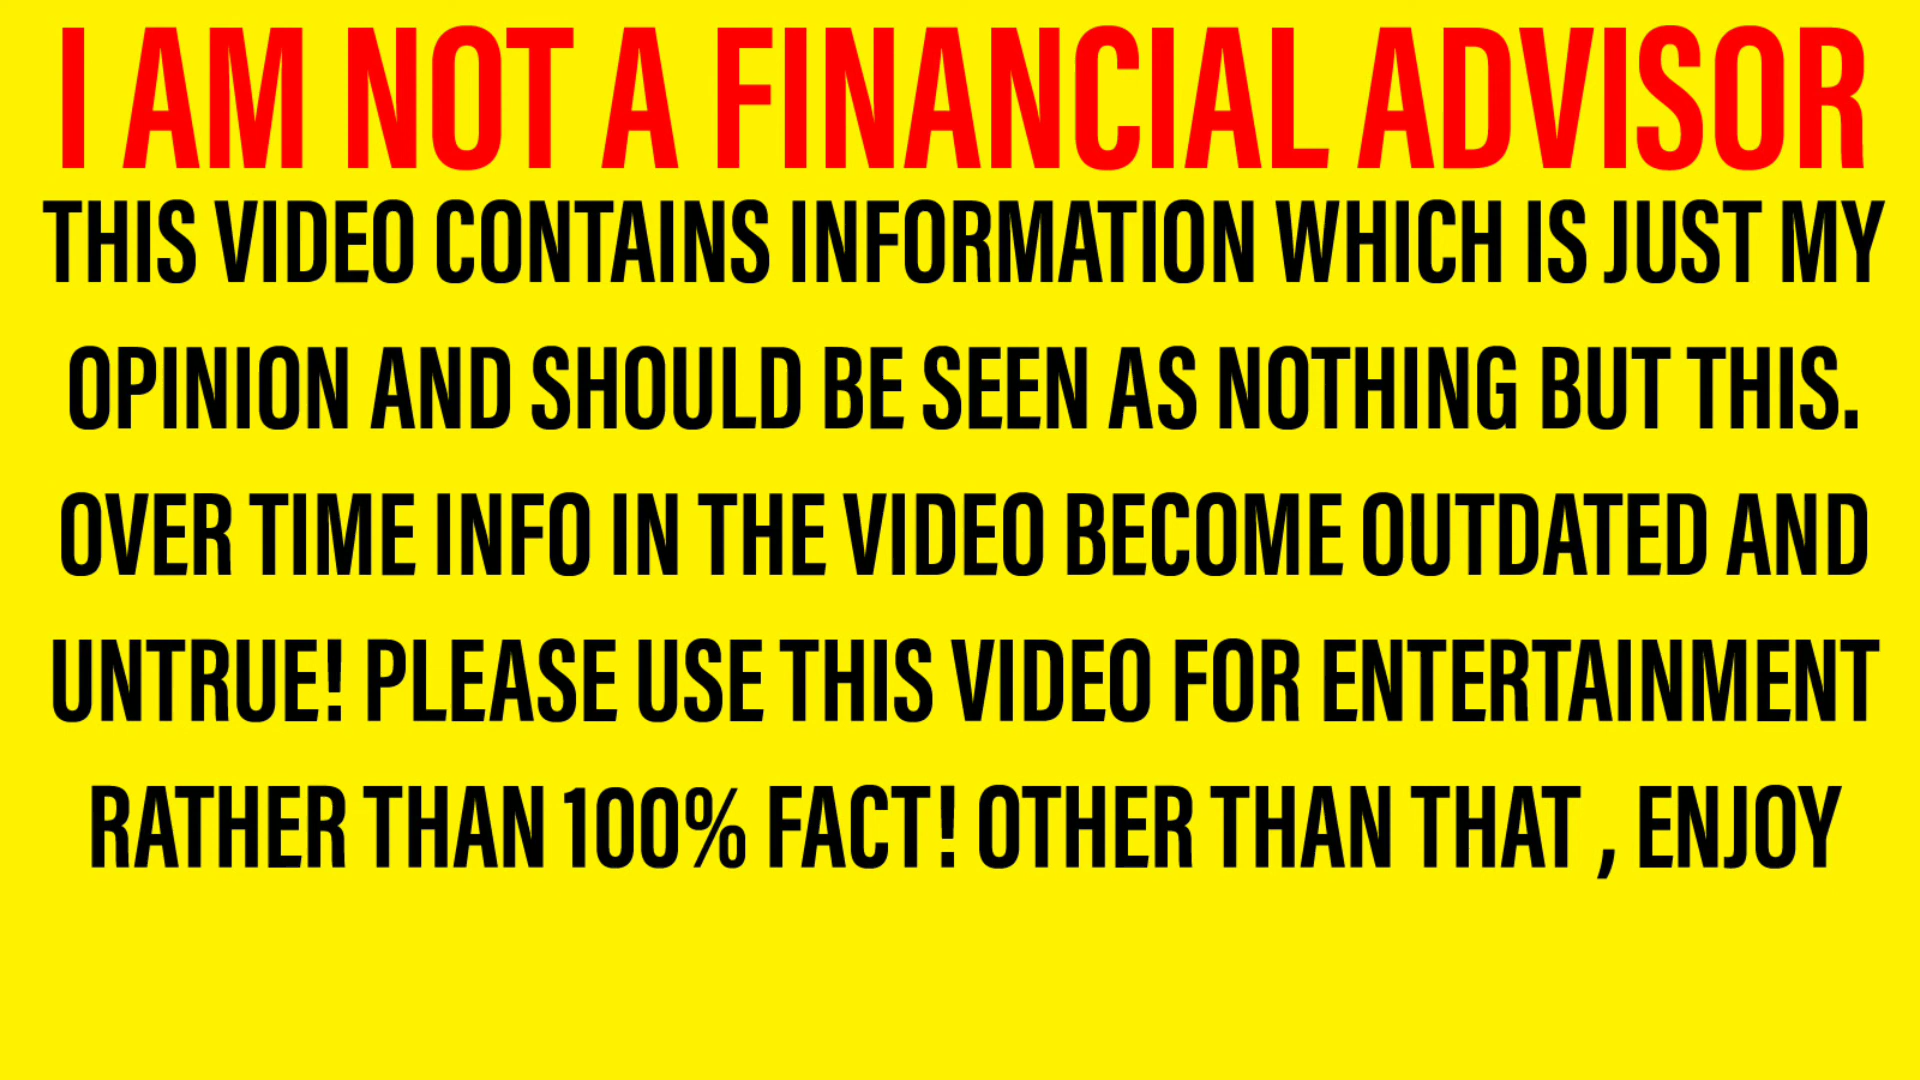 I AM NOT A FINANCIAL ADVISOR
THIS VIDEO CONTAINS INFORMATION WHICH IS JUST MY
OPINION AND SHOULD BE SEEN AS NOTHING BUT THIS.
OVER TIME INFO IN THE VIDEO BECOME OUTDATED AND
UNTRUE! PLEASE USE THIS VIDEO FOR ENTERTAINMENT
RATHER THAN 100% FACT! OTHER THAN THAT , ENJOY